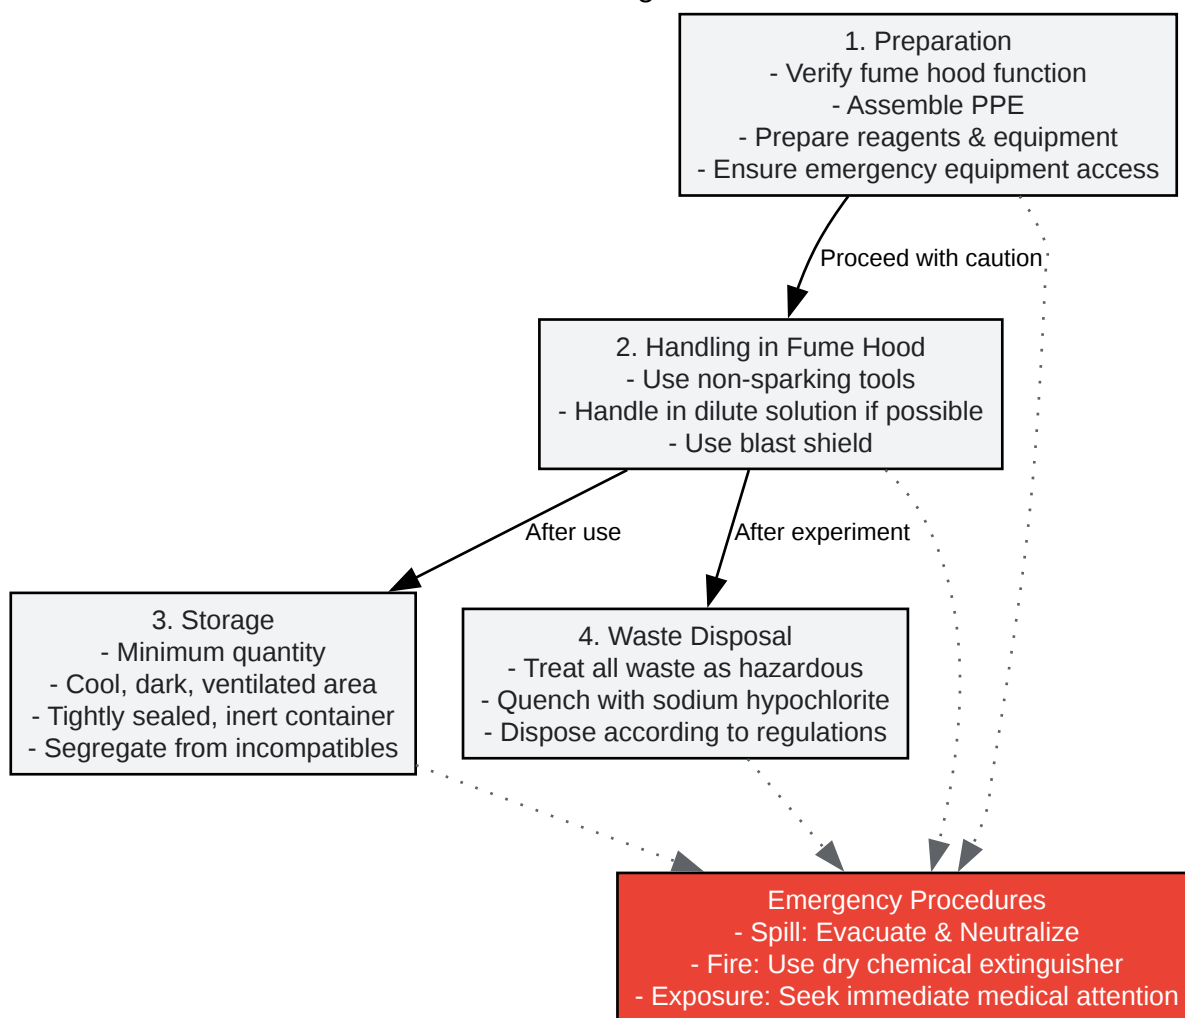 1. Preparation
- Verify fume hood function
- Assemble PPE
- Prepare reagents & equipment
- Ensure emergency equipment access
Proceed with caution
2. Handling in Fume Hood
- Use non-sparking tools
- Handle in dilute solution if possible
- Use blast shield
After use
After experiment
3. Storage
- Minimum quantity
- Cool, dark, ventilated area
- Tightly sealed, inert container
- Segregate from incompatibles
4. Waste Disposal
- Treat all waste as hazardous
- Quench with sodium hypochlorite
- Dispose according to regulations
Emergency Procedures
- Spill: Evacuate & Neutralize
- Fire: Use dry chemical extinguisher
- Exposure: Seek immediate medical attention